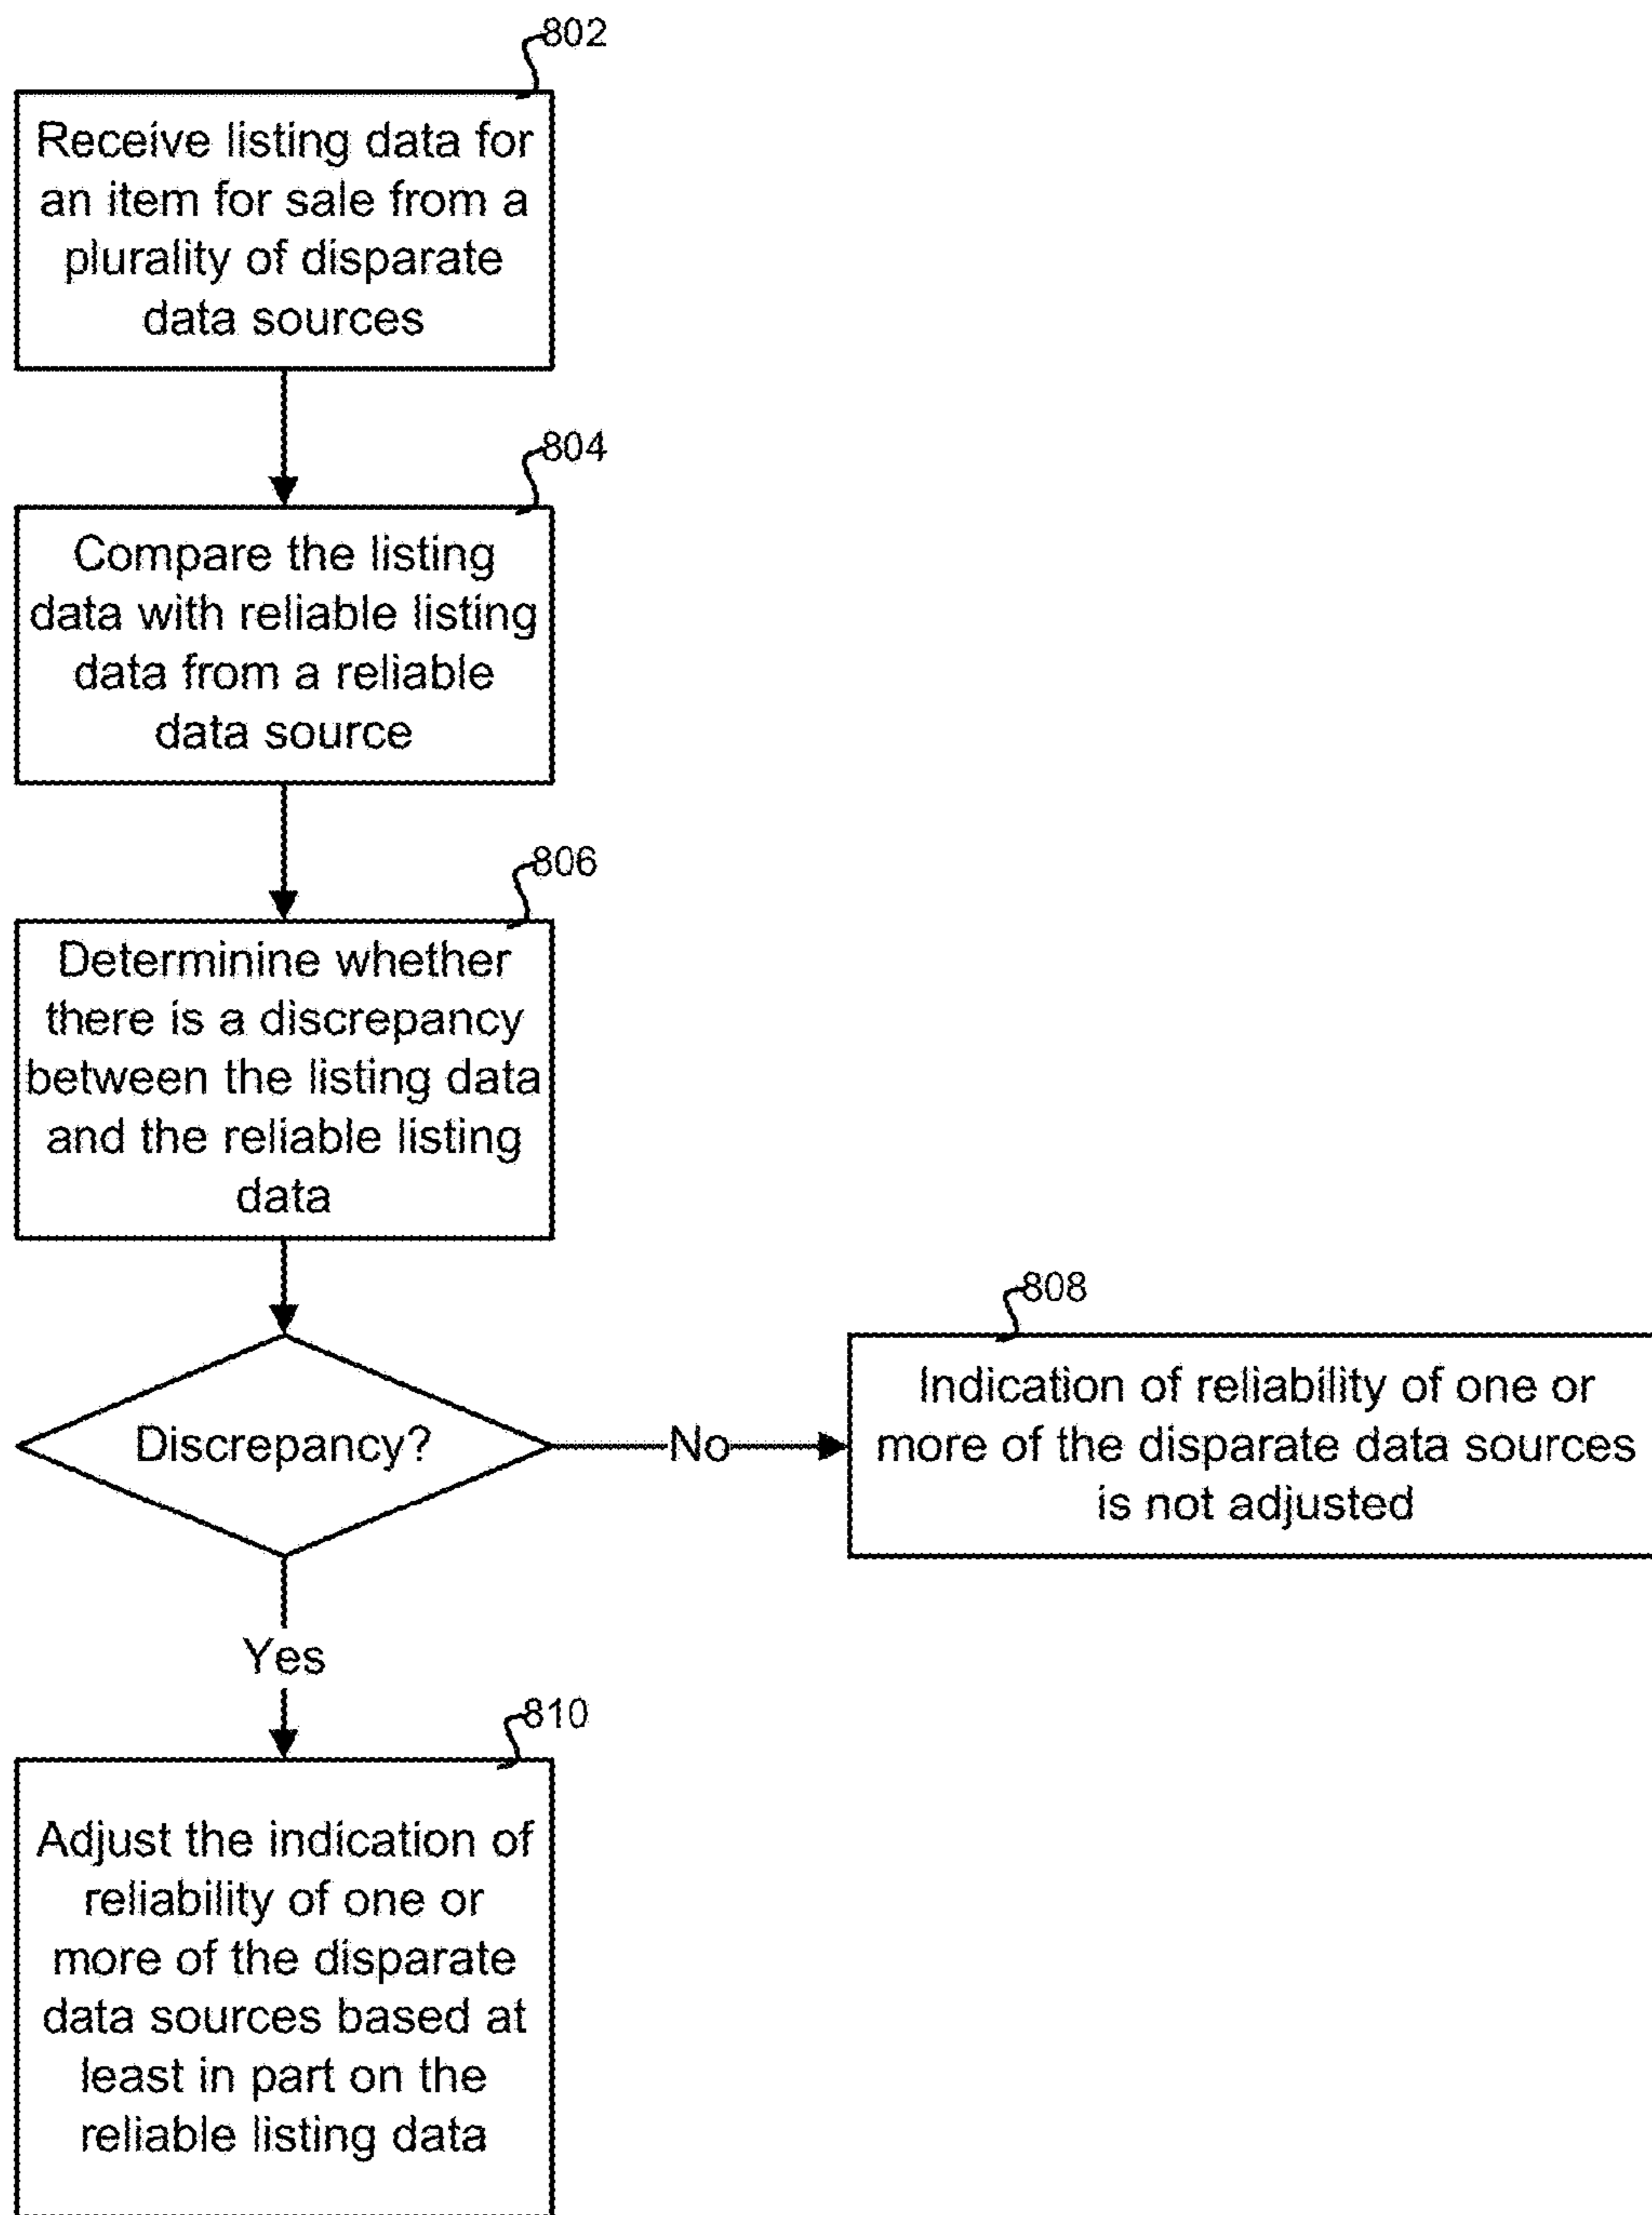 802
Receive listing data for
an item for sale from a
plurality of disparate
data sources
804
Compare the listing
data with reliable listing
data from a reliable
data source
806
Determinine whether
there is a discrepancy
between the listing data
and the reliable listing
data
Discrepancy?
No
808
Indication of reliability of one or
more of the disparate data sources
is not adjusted
Yes
810
Adjust the indication of
reliability of one or
more of the disparate
data sources based at
least in part on the
reliable listing data